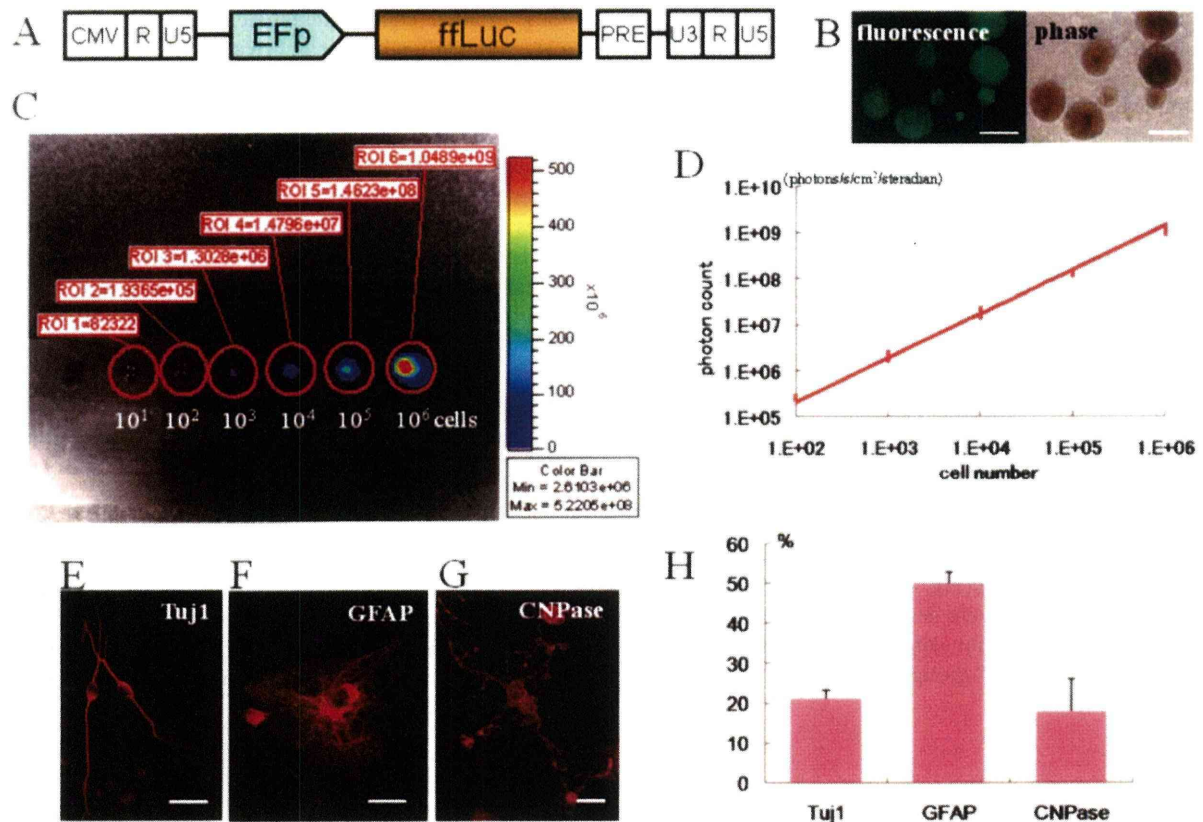 A
CMV R U5 EFp ffLuc PRE U3 R U5
B
fluorescence phase
C
ROI 6=1.0489e+09
ROI 5=1.4623e+08
ROI 4=1.4796e+07
ROI 3=1.3028e+06
ROI 2=1.9365e+05
ROI 1=82322
10¹ 10² 10³ 10⁴ 10⁵ 10⁶ cells
500
300
200
100
0
x10⁶
Color Bar
Min = 2.6103e+06
Max = 5.2205e+08
D
(photons/s/cm²/steradian)
1.E+10
1.E+09
1.E+08
1.E+07
1.E+06
1.E+05
photon count
1.E+02 1.E+03 1.E+04 1.E+05 1.E+06
cell number
E
Tuj1
F
GFAP
G
CNPase
H
%
60
50
40
30
20
10
0
Tuj1 GFAP CNPase